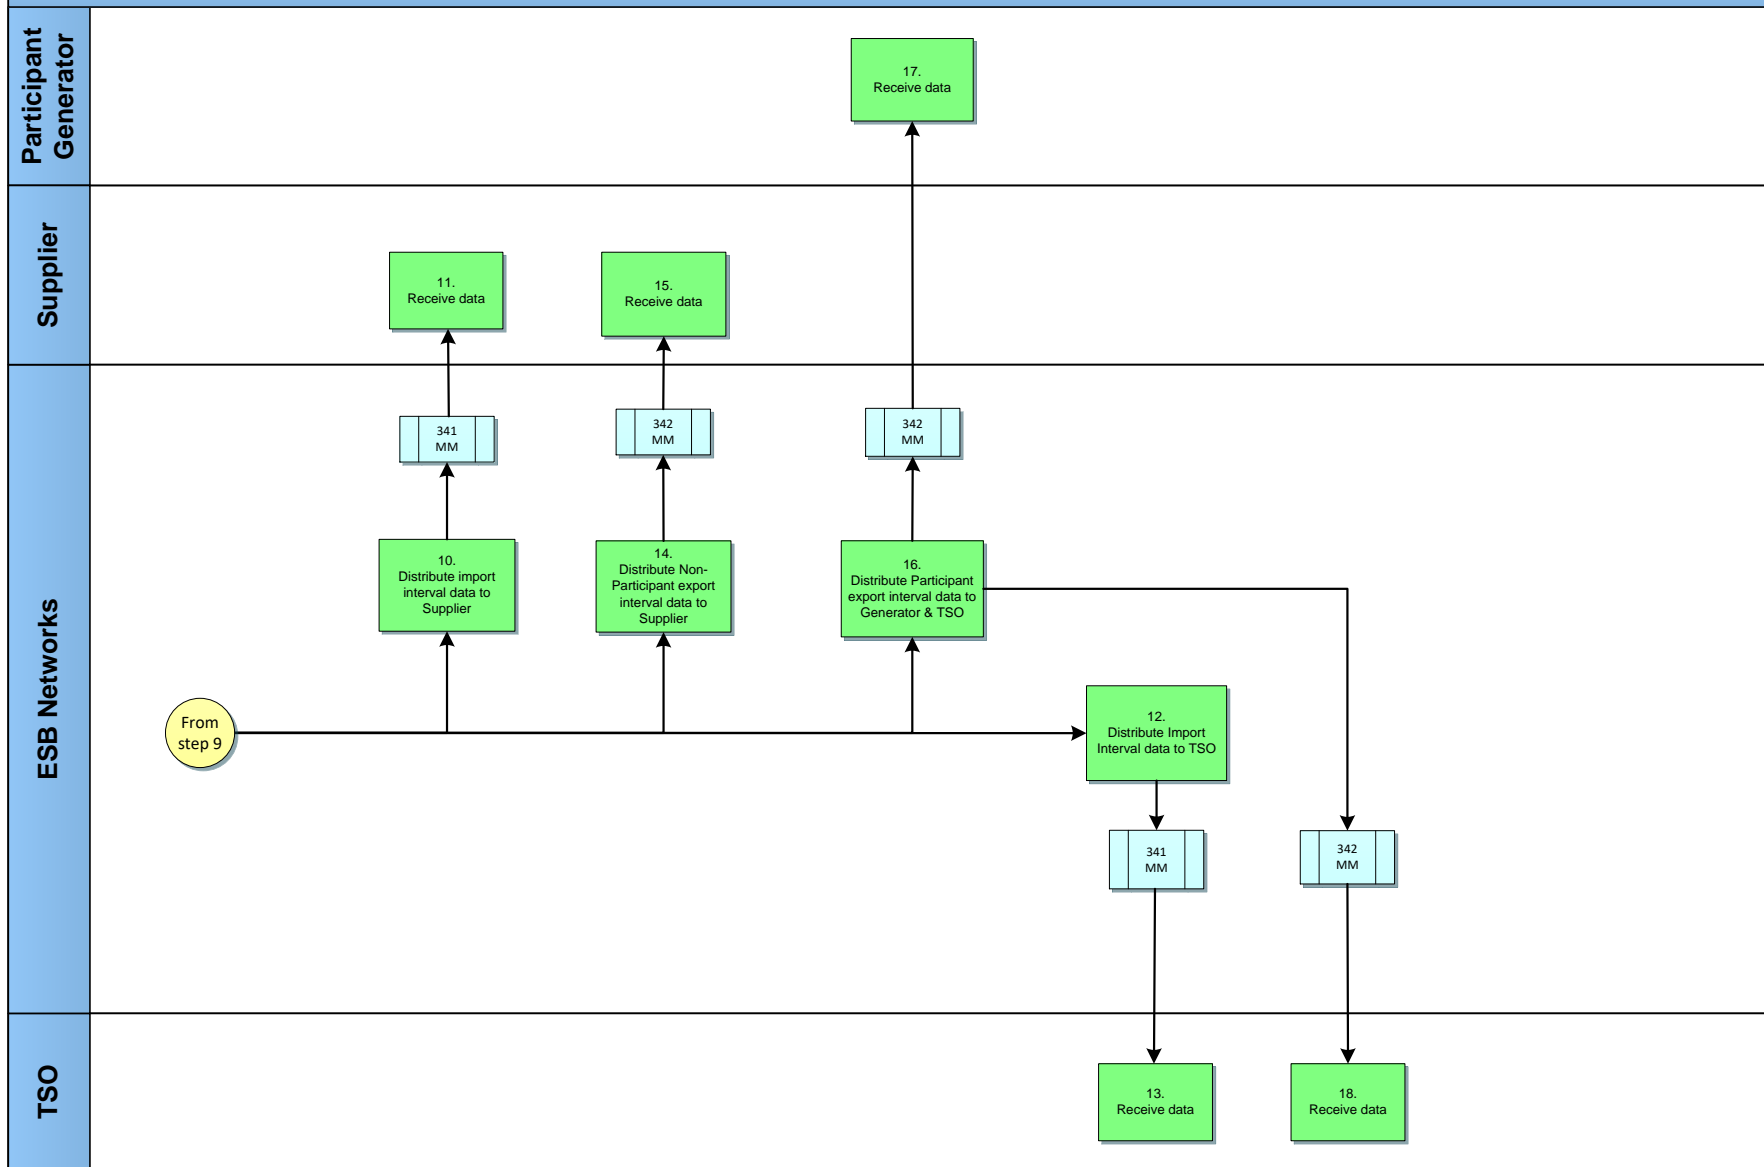 Participant
Generator
17.
Receive data
Supplier
11.
Receive data
15.
Receive data
ESB Networks
341
MM
342
MM
342
MM
10.
Distribute import
interval data to
Supplier
14.
Distribute Non-
Participant export
interval data to
Supplier
16.
Distribute Participant
export interval data to
Generator & TSO
From
step 9
12.
Distribute Import
Interval data to TSO
341
MM
342
MM
TSO
13.
Receive data
18.
Receive data